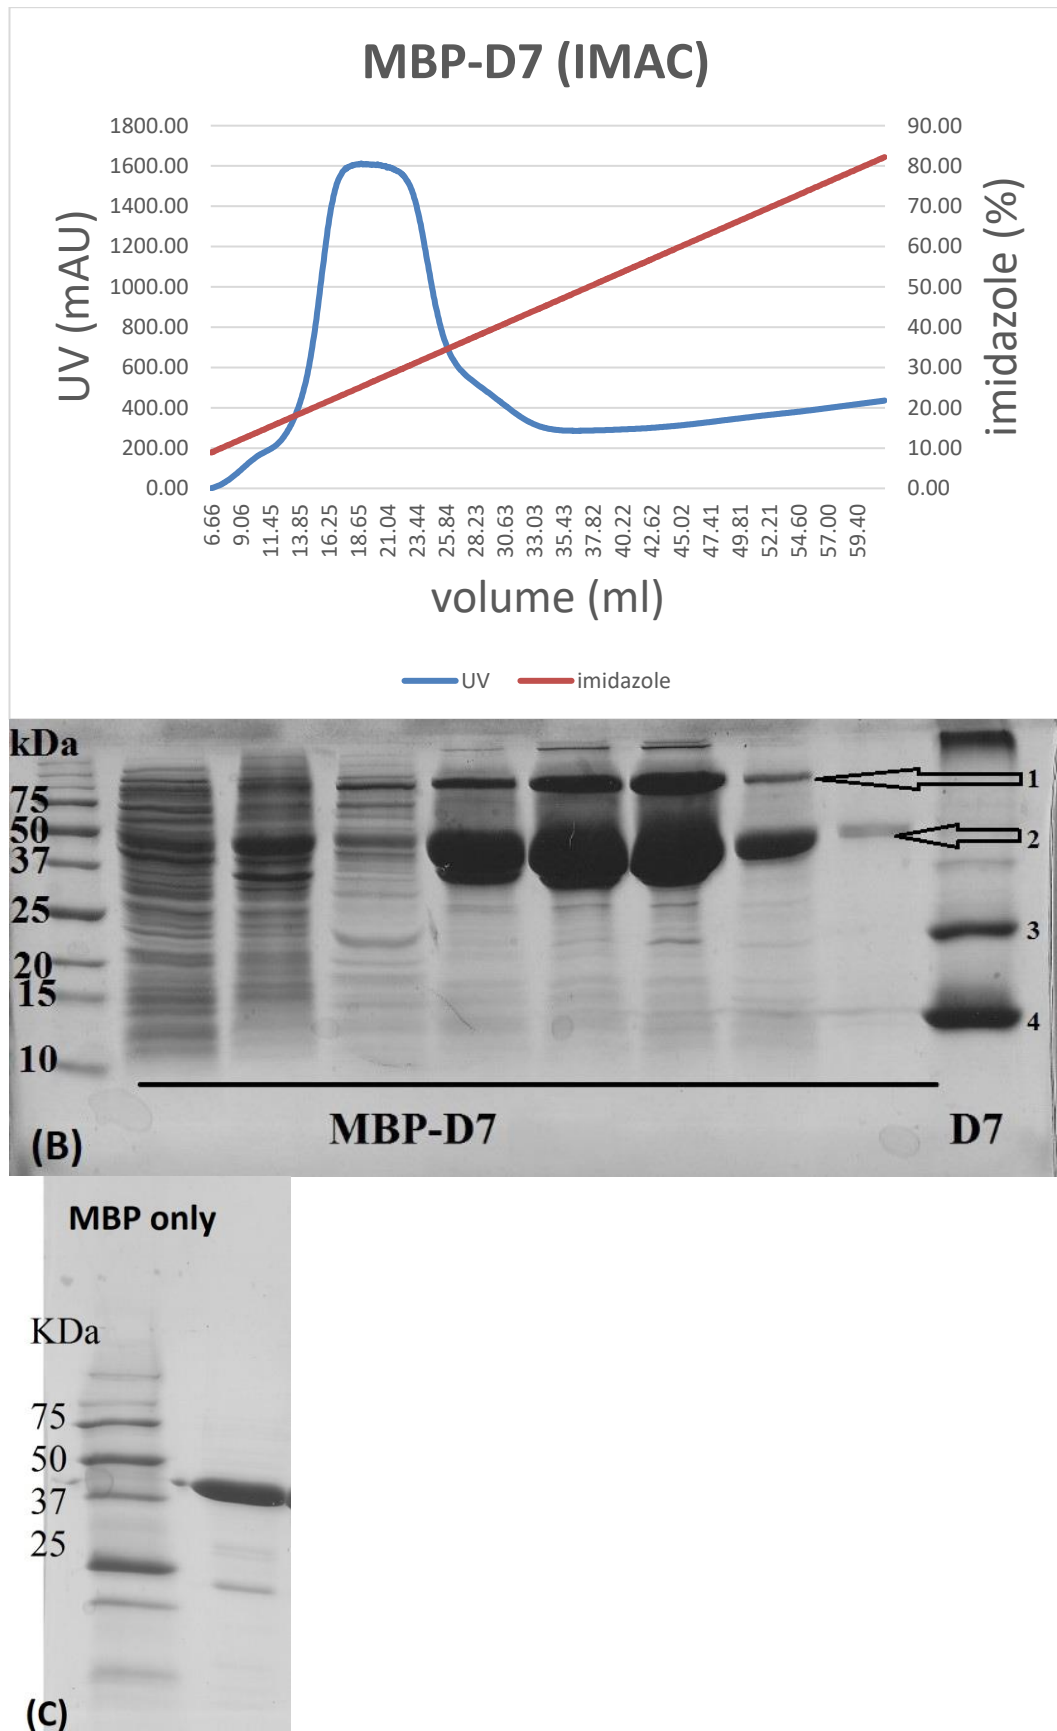 MBP-D7 (IMAC)
1800.00
1600.00
1400.00
1200.00
1000.00
800.00
600.00
400.00
200.00
0.00
UV (mAU)
90.00
80.00
70.00
60.00
50.00
40.00
30.00
20.00
10.00
0.00
imidazole (%)
6.66 9.06 11.45 13.85 16.25 18.65 21.04 23.44 25.84 28.23 30.63 33.03 35.43 37.82 40.22 42.62 45.02 47.41 49.81 52.21 54.60 57.00 59.40
volume (ml)
UV imidazole
kDa
75
50
37
25
20
15
10
1
2
3
4
MBP-D7 D7
(B)
MBP only
KDa
75
50
37
25
(C)